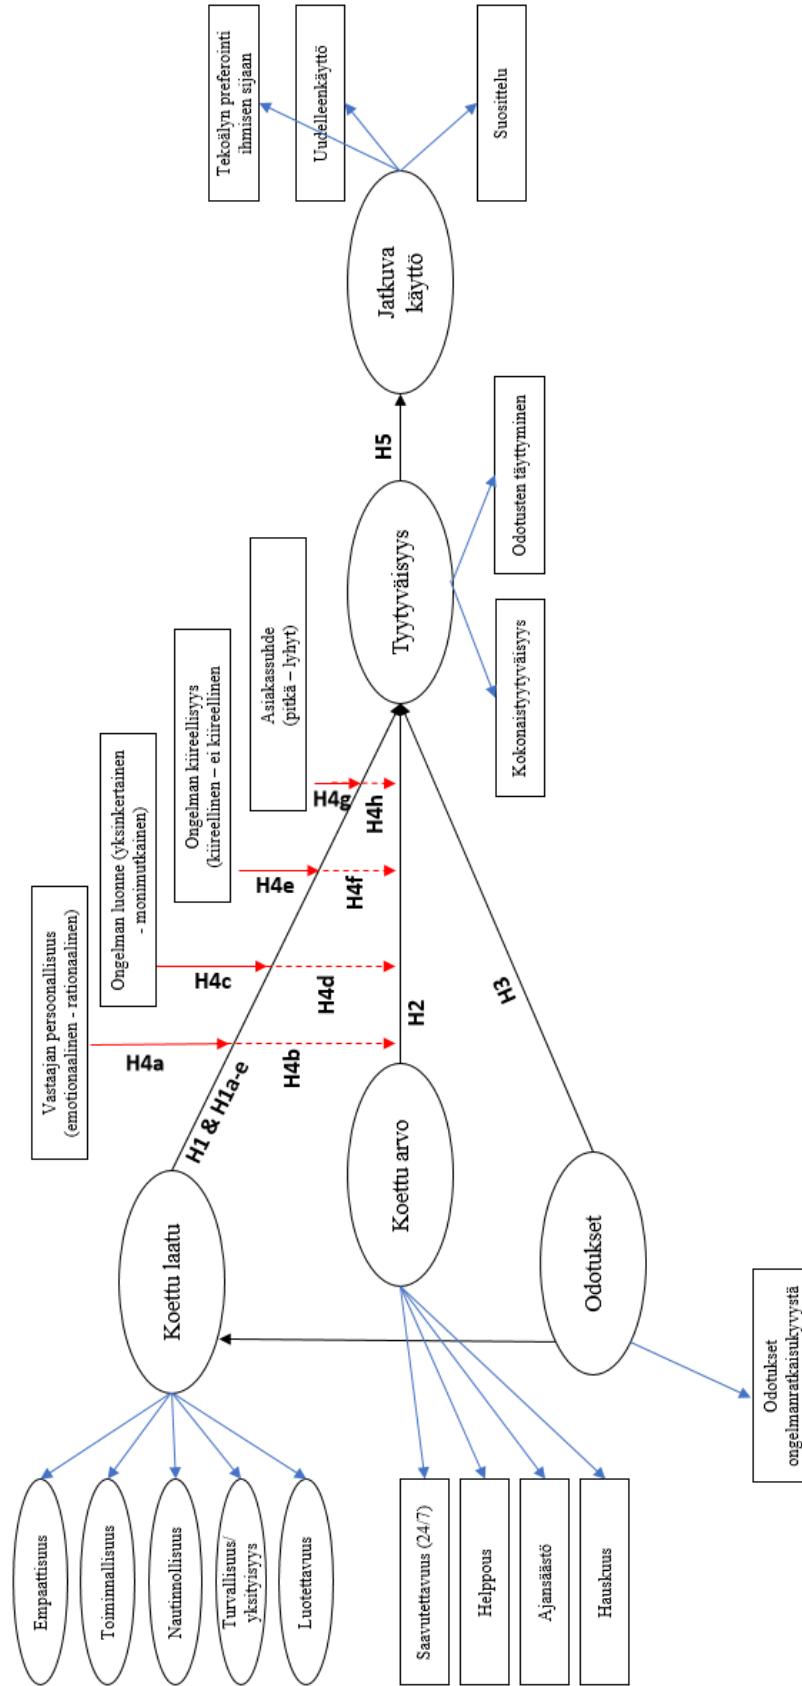 Empaattisuus
Toiminnallisuus
Nautinnollisuus
Turvallisuus/
yksityisyys
Luotettavuus
Saavutettavuus (24/7)
Helppous
Ajansäästö
Hauskuus
Koettu laatu
Koettu arvo
Odotukset
Odotukset
ongelmanratkaisukyvystä
Vastaajan persoonallisuus
(emotionaalinen - rationaalinen)
Ongelman luonne (yksinkertainen
- monimutkainen)
Ongelman kiireellisyys
(kiireellinen – ei kiireellinen
Asiakassuhde
(pitkä – lyhyt)
H1 & H1a-e
H4a
H4b
H4c
H4d
H4e
H4f
H4g
H4h
H2
H3
Tyytyväisyys
Kokonaistyytyväisyys
Odotusten täyttyminen
H5
Jatkuva
käyttö
Tekoälyn preferointi
ihmisen sijaan
Uudelleenkäyttö
Suosittelu